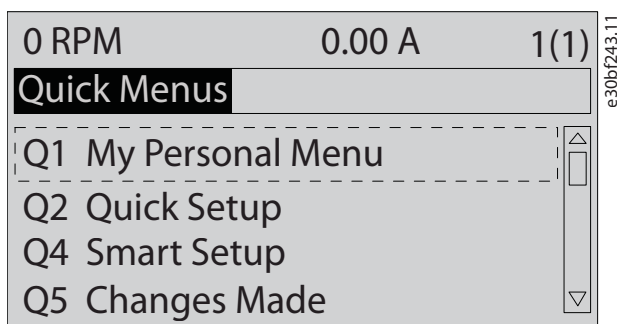 0 RPM 0.00 A 1(1)
Quick Menus
Q1 My Personal Menu
Q2 Quick Setup
Q4 Smart Setup
Q5 Changes Made
e30bf243.11